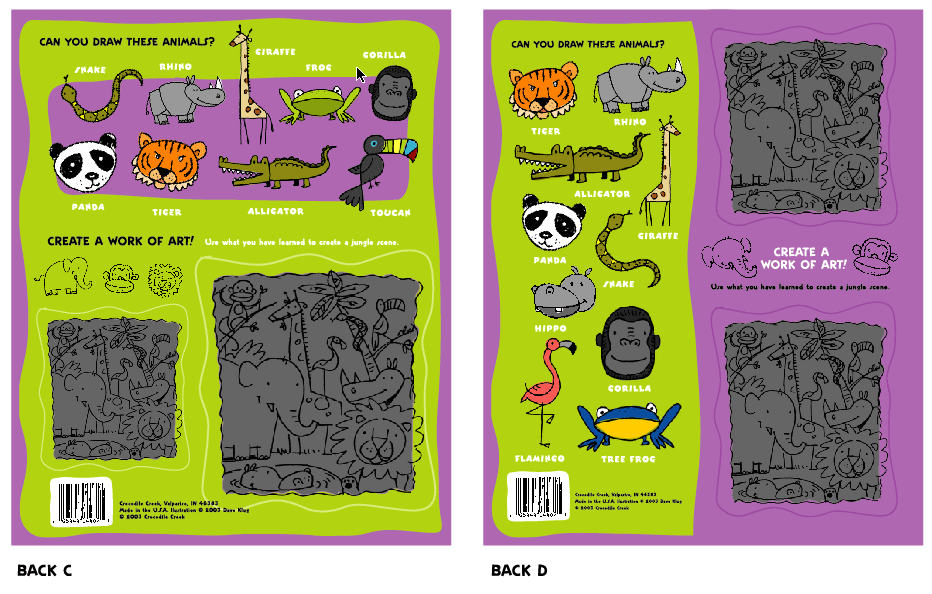 CAN YOU DRAW THESE ANIMALS?
GIRAFFE
GORILLA
SNAKE
RHINO
FROG
PANDA
TIGER
ALLIGATOR
TOUCAN
CREATE A WORK OF ART! Use what you have learned to create a jungle scene.
Crocodile Creek, Valparaiso, IN 46383
Made in the U.S.A. Ilustration © 2003 Dave Klug
© 2003 Crocodile Creek
BACK C
CAN YOU DRAW THESE ANIMALS?
TIGER
RHINO
ALLIGATOR
GIRAFFE
PANDA
SNAKE
HIPPO
GORILLA
FLAMINGO
TREE FROG
CREATE A
WORK OF ART!
Use what you have learned to create a jungle scene.
Crocodile Creek, Valparaiso, IN 46383
Made in the U.S.A. Ilustration © 2003 Dave Klug
© 2003 Crocodile Creek
BACK D